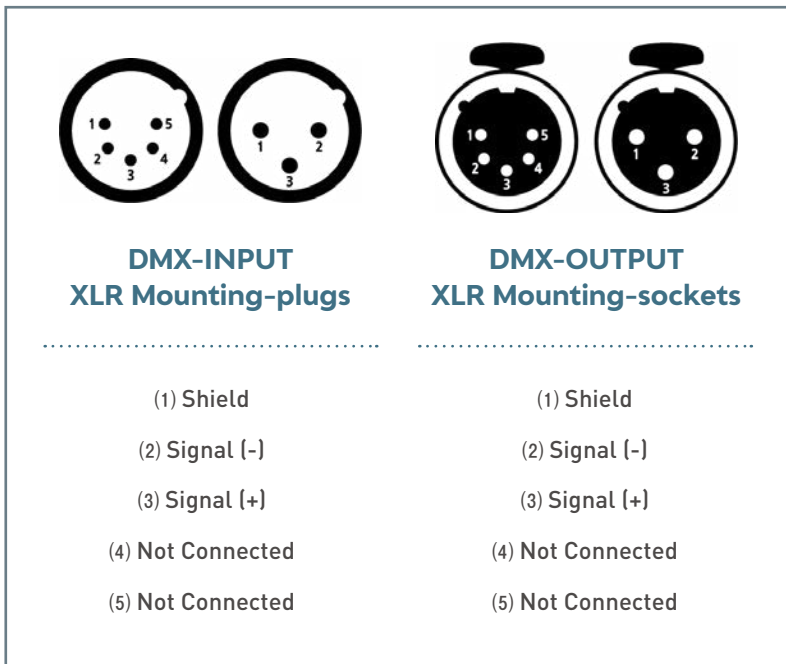 1 5
2 4
3
1 2
3
1 5
2 4
3
1 2
3
DMX-INPUT
XLR Mounting-plugs
(1) Shield
(2) Signal (-)
(3) Signal (+)
(4) Not Connected
(5) Not Connected
DMX-OUTPUT
XLR Mounting-sockets
(1) Shield
(2) Signal (-)
(3) Signal (+)
(4) Not Connected
(5) Not Connected